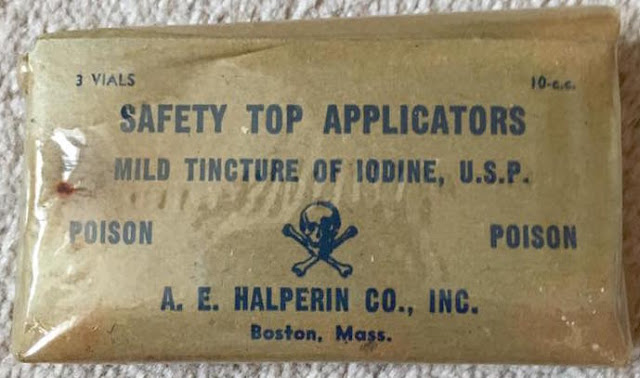 3 VIALS 10-c.c.
SAFETY TOP APPLICATORS
MILD TINCTURE OF IODINE, U.S.P.
POISON POISON
A. E. HALPERIN CO., INC.
Boston, Mass.